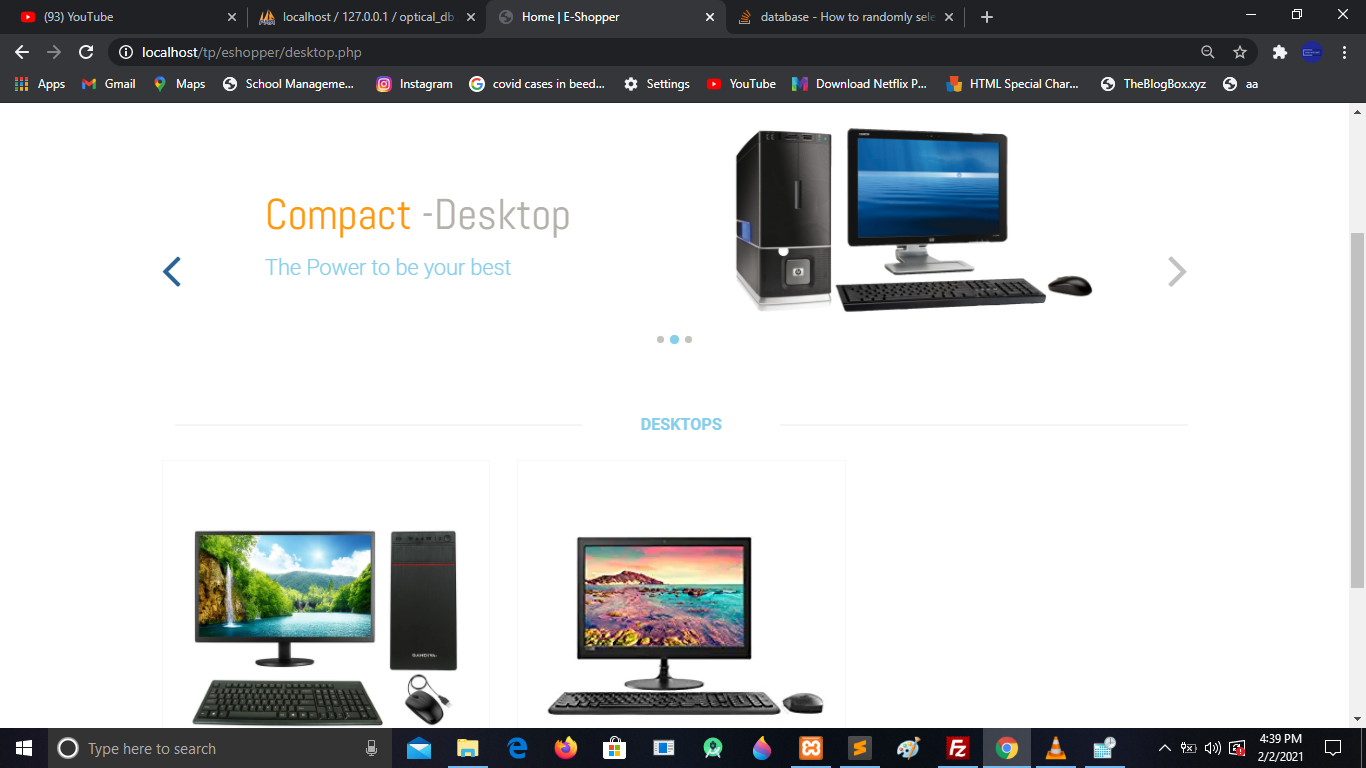 (93) YouTube
localhost / 127.0.0.1 / optical_db
Home | E-Shopper
database - How to randomly sele
localhost/tp/eshopper/desktop.php
Apps
Gmail
Maps
School Manageme...
Instagram
covid cases in beed...
Settings
YouTube
Download Netflix P...
HTML Special Char...
TheBlogBox.xyz
aa
Compact -Desktop
The Power to be your best
DESKTOPS
Type here to search
4:39 PM
2/2/2021